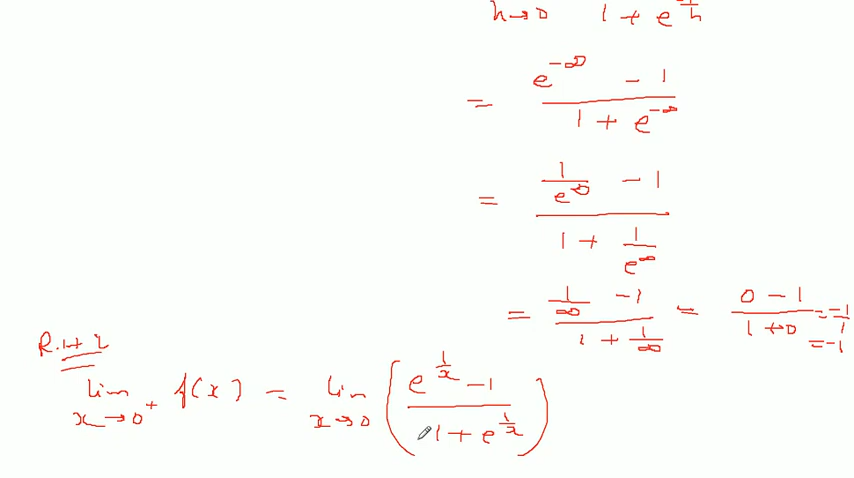 h→0 1 + e^{-1/h}
= (e^{-∞} - 1)/(1 + e^{-∞})
= (1/e^{∞} - 1)/(1 + 1/e^{∞})
= (1/∞ - 1)/(1 + 1/∞) = (0 - 1)/(1 + 0) = -1/1
= -1
R.H.L
lim x→0⁺ f(x) = lim x→0 ((e^{1/x} - 1)/(1 + e^{1/x}))